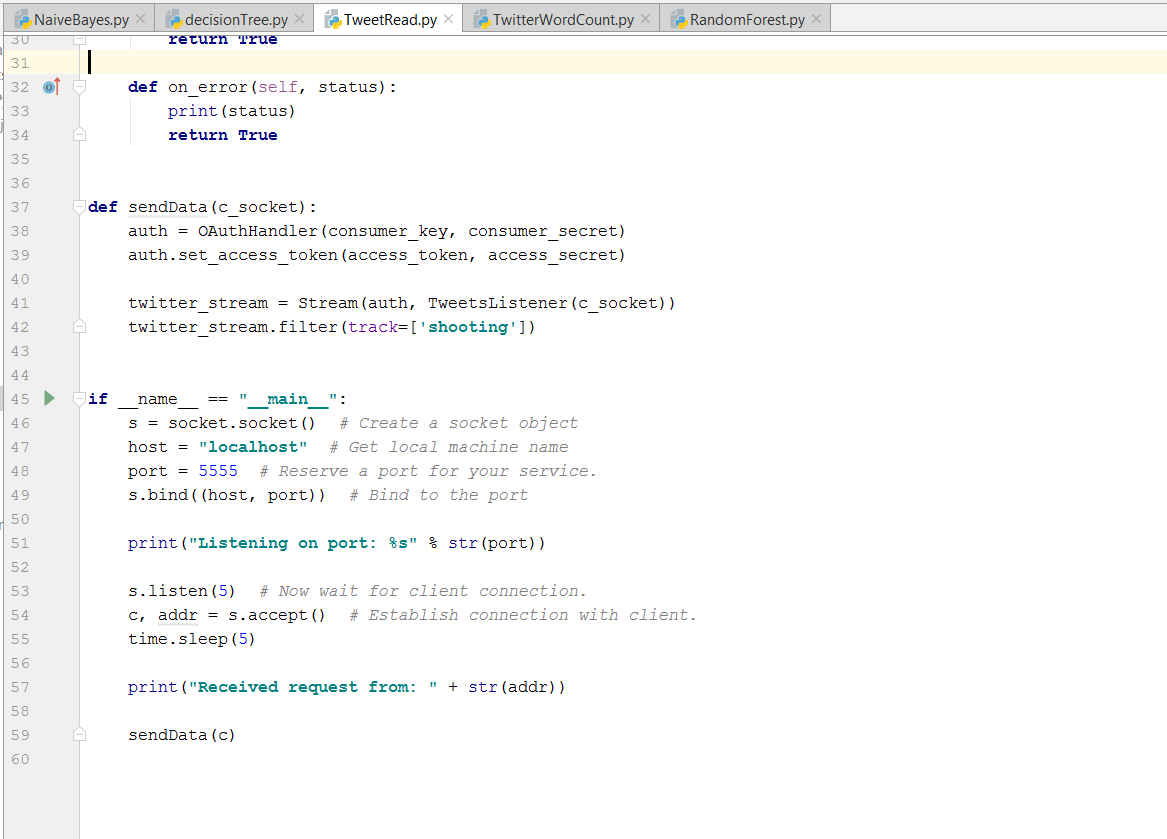 NaiveBayes.py decisionTree.py TweetRead.py TwitterWordCount.py RandomForest.py
30 return True
31
32 def on_error(self, status):
33 print(status)
34 return True
35
36
37 def sendData(c_socket):
38 auth = OAuthHandler(consumer_key, consumer_secret)
39 auth.set_access_token(access_token, access_secret)
40
41 twitter_stream = Stream(auth, TweetsListener(c_socket))
42 twitter_stream.filter(track=['shooting'])
43
44
45 if __name__ == "__main__":
46 s = socket.socket()  # Create a socket object
47 host = "localhost"  # Get local machine name
48 port = 5555  # Reserve a port for your service.
49 s.bind((host, port))  # Bind to the port
50
51 print("Listening on port: %s" % str(port))
52
53 s.listen(5)  # Now wait for client connection.
54 c, addr = s.accept()  # Establish connection with client.
55 time.sleep(5)
56
57 print("Received request from: " + str(addr))
58
59 sendData(c)
60